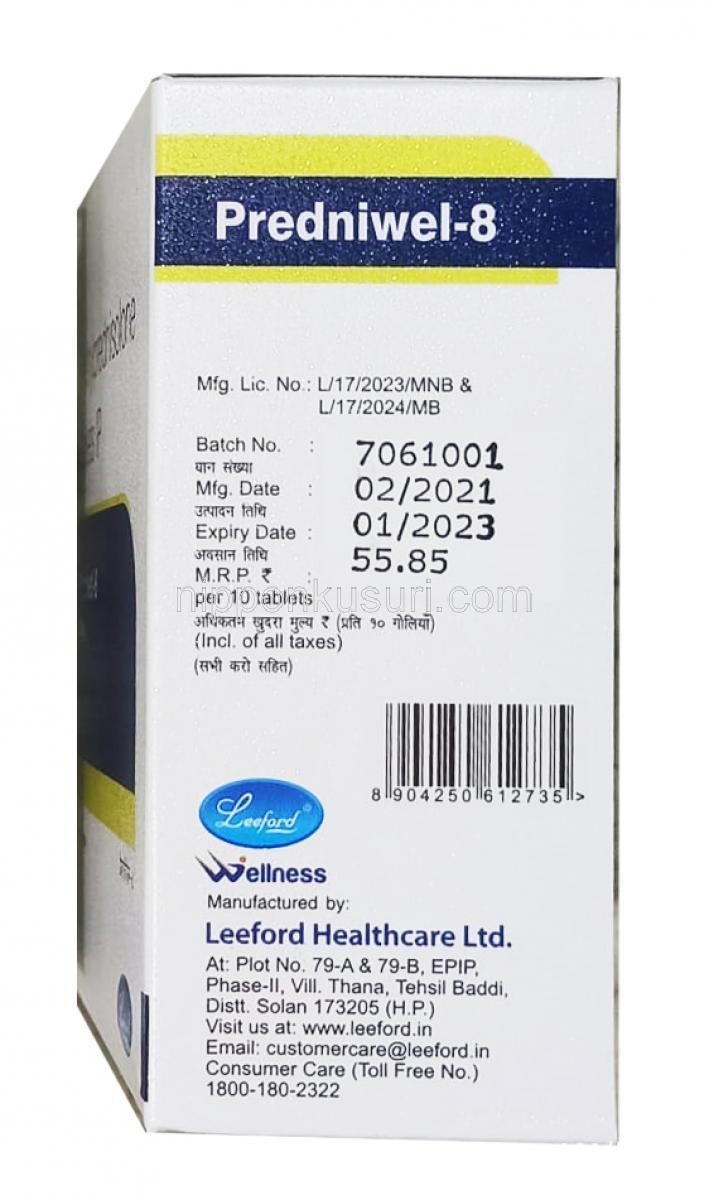 Predniwel-8
Mfg. Lic. No.: L/17/2023/MNB &
L/17/2024/MB
Batch No. : 7061001
यान संख्या
Mfg. Date : 02/2021
उत्पादन तिथि
Expiry Date : 01/2023
अवसान तिथि
M.R.P. ₹ : 55.85
per 10 tablets
nipponkusuri.com
अधिकतम खुदरा मुल्य ₹ (प्रति १० गोलियाँ)
(Incl. of all taxes)
(सभी करो सहित)
8 904250 612735 >
Leeford ®
Wellness
Manufactured by:
Leeford Healthcare Ltd.
At: Plot No. 79-A & 79-B, EPIP,
Phase-II, Vill. Thana, Tehsil Baddi,
Distt. Solan 173205 (H.P.)
Visit us at: www.leeford.in
Email: customercare@leeford.in
Consumer Care (Toll Free No.)
1800-180-2322